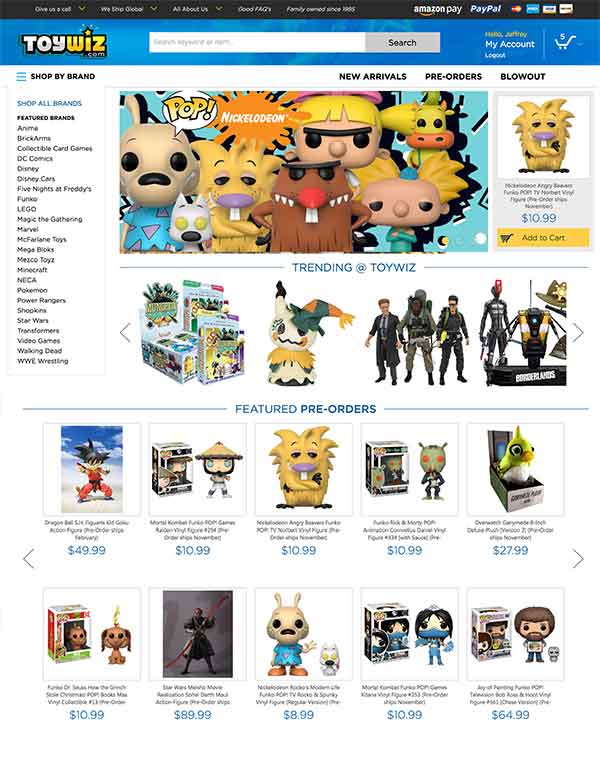 Give us a call
We Ship Global
All About Us
Good FAQ's
Family owned since 1995
amazon pay
PayPal
TOYWIZ
.com
Search keyword or item...
Search
Hello, Jeffrey
My Account
Logout
5
SHOP BY BRAND
NEW ARRIVALS
PRE-ORDERS
BLOWOUT
SHOP ALL BRANDS
FEATURED BRANDS
Anime
BrickArms
Collectible Card Games
DC Comics
Disney
Disney Cars
Five Nights at Freddy's
Funko
LEGO
Magic the Gathering
Marvel
McFarlane Toys
Mega Bloks
Mezco Toyz
Minecraft
NECA
Pokemon
Power Rangers
Shopkins
Star Wars
Transformers
Video Games
Walking Dead
WWE Wrestling
POP!
NICKELODEON
Nickelodeon Angry Beavers
Funko POP! TV Norbert Vinyl
Figure (Pre-Order ships
November)
$10.99
Add to Cart
TRENDING @ TOYWIZ
BORDERLANDS
FEATURED PRE-ORDERS
Dragon Ball S.H. Figuarts Kid Goku
Action Figure (Pre-Order ships
February)
$49.99
Mortal Kombat Funko POP! Games
Raiden Vinyl Figure #254 (Pre-
Order ships November)
$10.99
Nickelodeon Angry Beavers Funko
POP! TV Norbert Vinyl Figure (Pre-
Order ships November)
$10.99
Funko Rick & Morty POP!
Animation Conveltus Daniel Vinyl
Figure #334 [with Sauce] (Pre-
$10.99
Overwatch Ganymede 8-Inch
Deluxe Plush [Version 2] (Pre-Order
ships November)
$27.99
Funko Dr. Seuss How the Grinch
Stole Christmas! POP! Books Max
Vinyl Collectible #13 (Pre-Order
$10.99
Star Wars Meisho Movie
Realization Sohei Darth Maul
Action Figure (Pre-Order ships
$89.99
Nickelodeon Rocko's Modern Life
Funko POP! TV Rocko & Spunky
Vinyl Figure [Regular Version] (Pre-
$8.99
Mortal Kombat Funko POP! Games
Kitana Vinyl Figure #253 (Pre-Order
ships November)
$10.99
Joy of Painting Funko POP!
Television Bob Ross & Hoot Vinyl
Figure #561 [Chase Version] (Pre-
$64.99